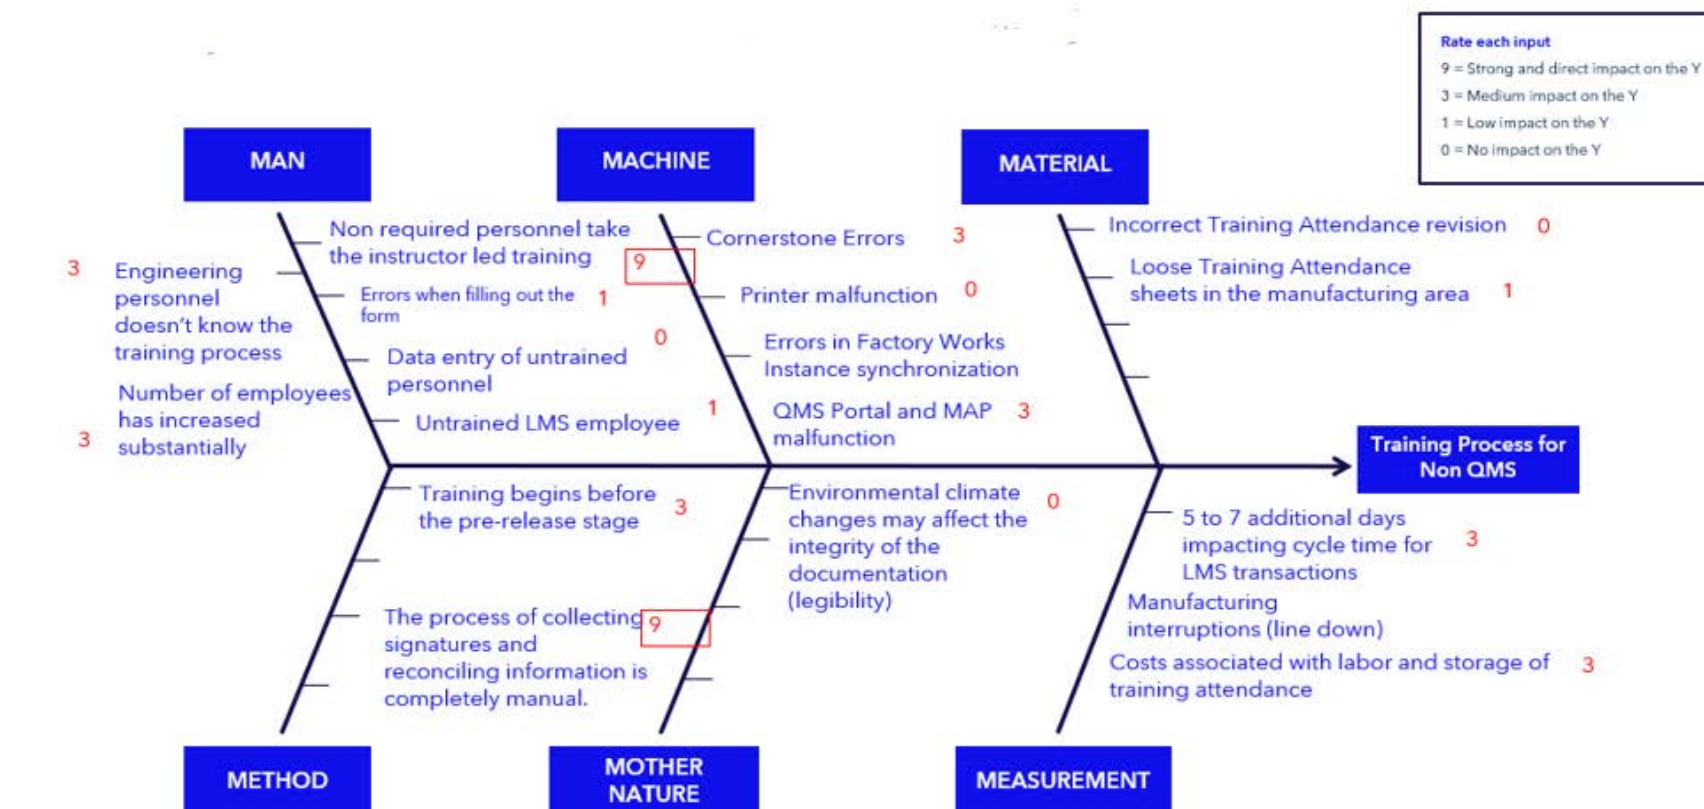 Rate each input
9 = Strong and direct impact on the Y
3 = Medium impact on the Y
1 = Low impact on the Y
0 = No impact on the Y
MAN
MACHINE
MATERIAL
3
Engineering
personnel
doesn't know the
training process
Number of employees
has increased
substantially
3
Non required personnel take
the instructor led training
9
Errors when filling out the
form
1
0
Data entry of untrained
personnel
Untrained LMS employee
1
Cornerstone Errors
3
Printer malfunction
0
Errors in Factory Works
Instance synchronization
QMS Portal and MAP
malfunction
3
Incorrect Training Attendance revision
0
Loose Training Attendance
sheets in the manufacturing area
1
Training Process for
Non QMS
Training begins before
the pre-release stage
3
The process of collecting
signatures and
reconciling information is
completely manual.
9
Environmental climate
changes may affect the
integrity of the
documentation
(legibility)
0
5 to 7 additional days
impacting cycle time for
LMS transactions
3
Manufacturing
interruptions (line down)
Costs associated with labor and storage of
training attendance
3
METHOD
MOTHER
NATURE
MEASUREMENT